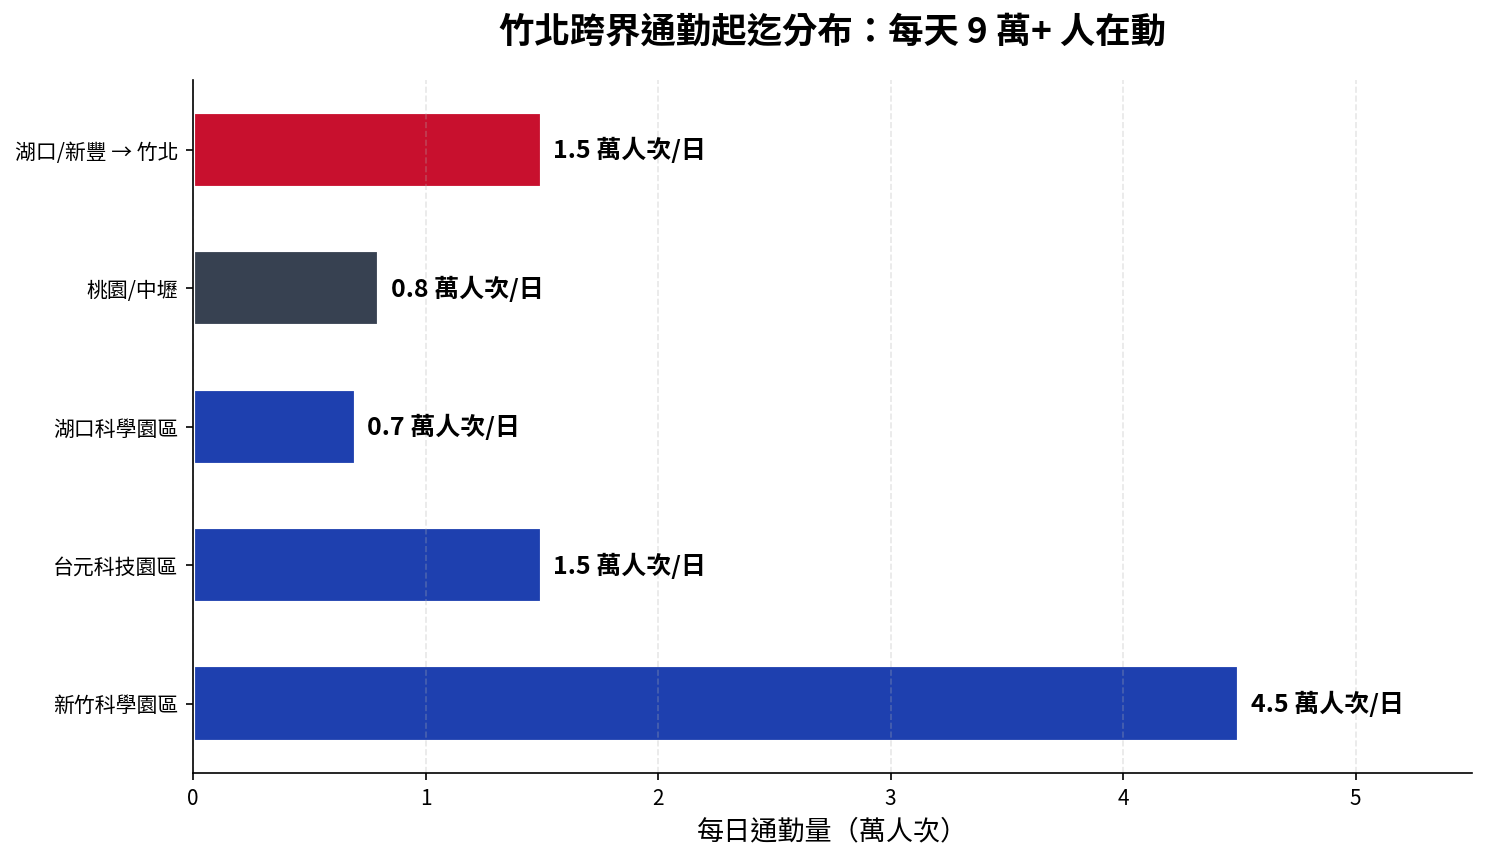 竹北跨界通勤起迄分布：每天 9 萬+ 人在動
湖口/新豐 → 竹北
1.5 萬人次/日
桃園/中壢
0.8 萬人次/日
湖口科學園區
0.7 萬人次/日
台元科技園區
1.5 萬人次/日
新竹科學園區
4.5 萬人次/日
0 1 2 3 4 5
每日通勤量（萬人次）